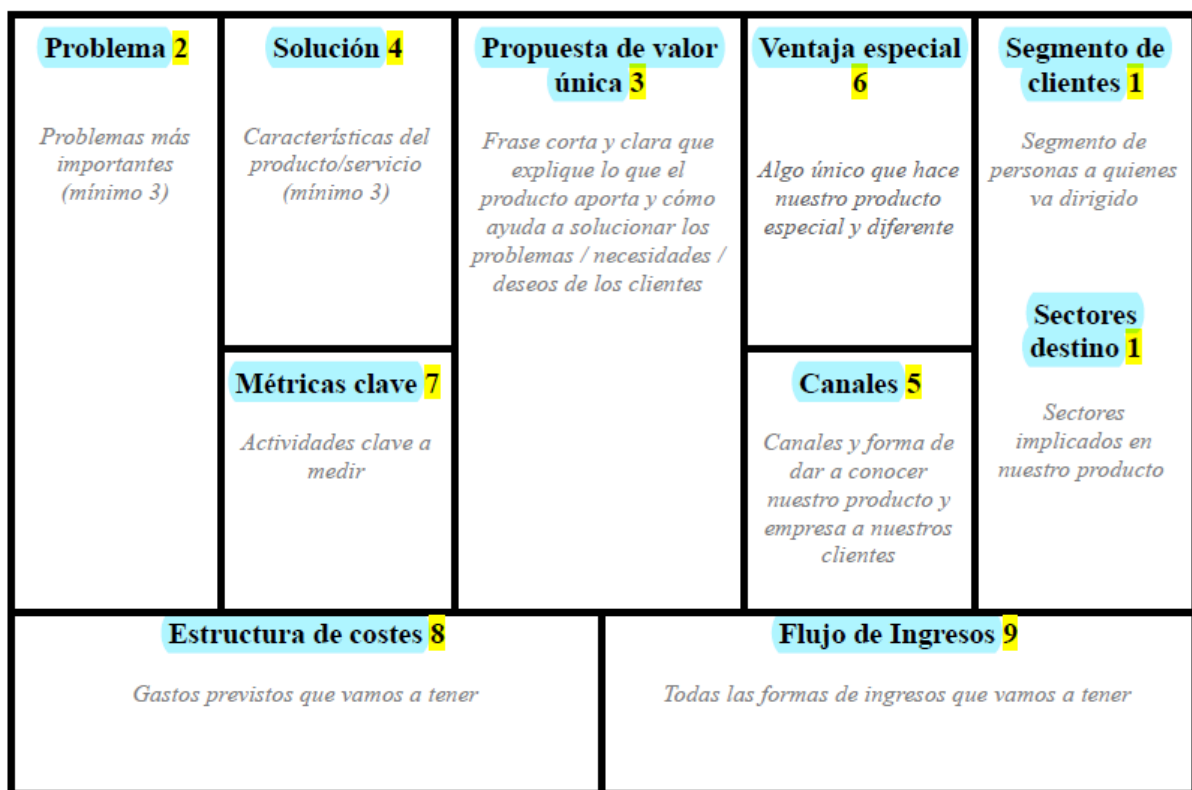 Problema 2
Problemas más
importantes
(mínimo 3)
Solución 4
Características del
producto/servicio
(mínimo 3)
Métricas clave 7
Actividades clave a
medir
Propuesta de valor
única 3
Frase corta y clara que
explique lo que el
producto aporta y cómo
ayuda a solucionar los
problemas / necesidades /
deseos de los clientes
Ventaja especial
6
Algo único que hace
nuestro producto
especial y diferente
Canales 5
Canales y forma de
dar a conocer
nuestro producto y
empresa a nuestros
clientes
Segmento de
clientes 1
Segmento de
personas a quienes
va dirigido
Sectores
destino 1
Sectores
implicados en
nuestro producto
Estructura de costes 8
Gastos previstos que vamos a tener
Flujo de Ingresos 9
Todas las formas de ingresos que vamos a tener